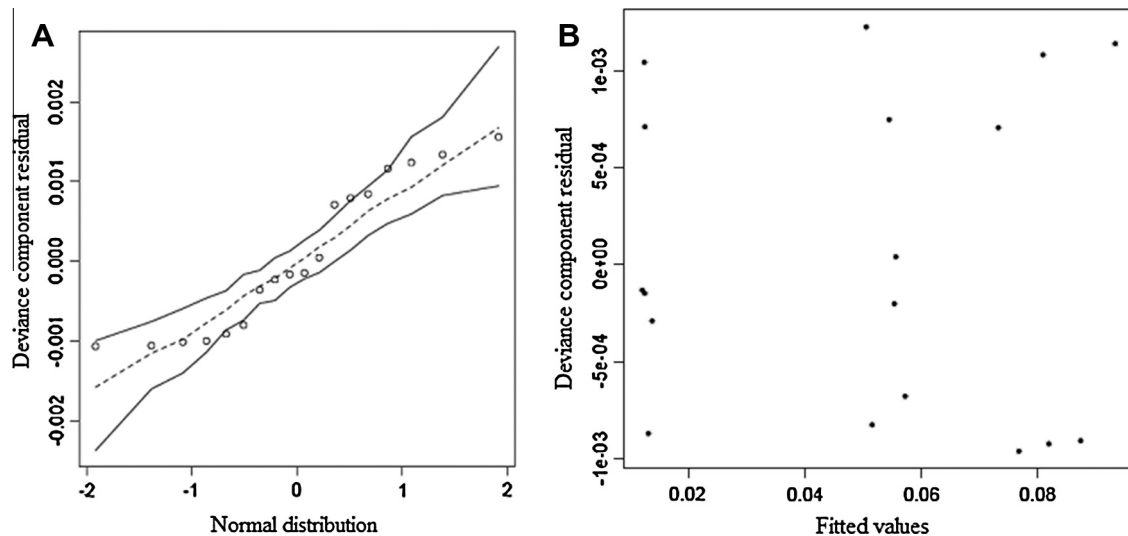 A
Deviance component residual
0.002
0.001
0.000
-0.001
-0.002
-2 -1 0 1 2
Normal distribution
B
Deviance component residual
1e-03
5e-04
0e+00
-5e-04
-1e-03
0.02 0.04 0.06 0.08
Fitted values